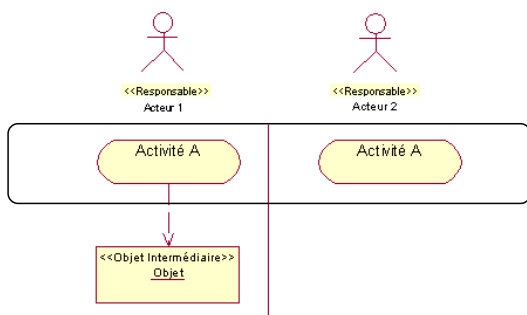 <<Responsable>>
Acteur 1
<<Responsable>>
Acteur 2
Activité A
Activité A
<<Objet Intermédiaire>>
Objet